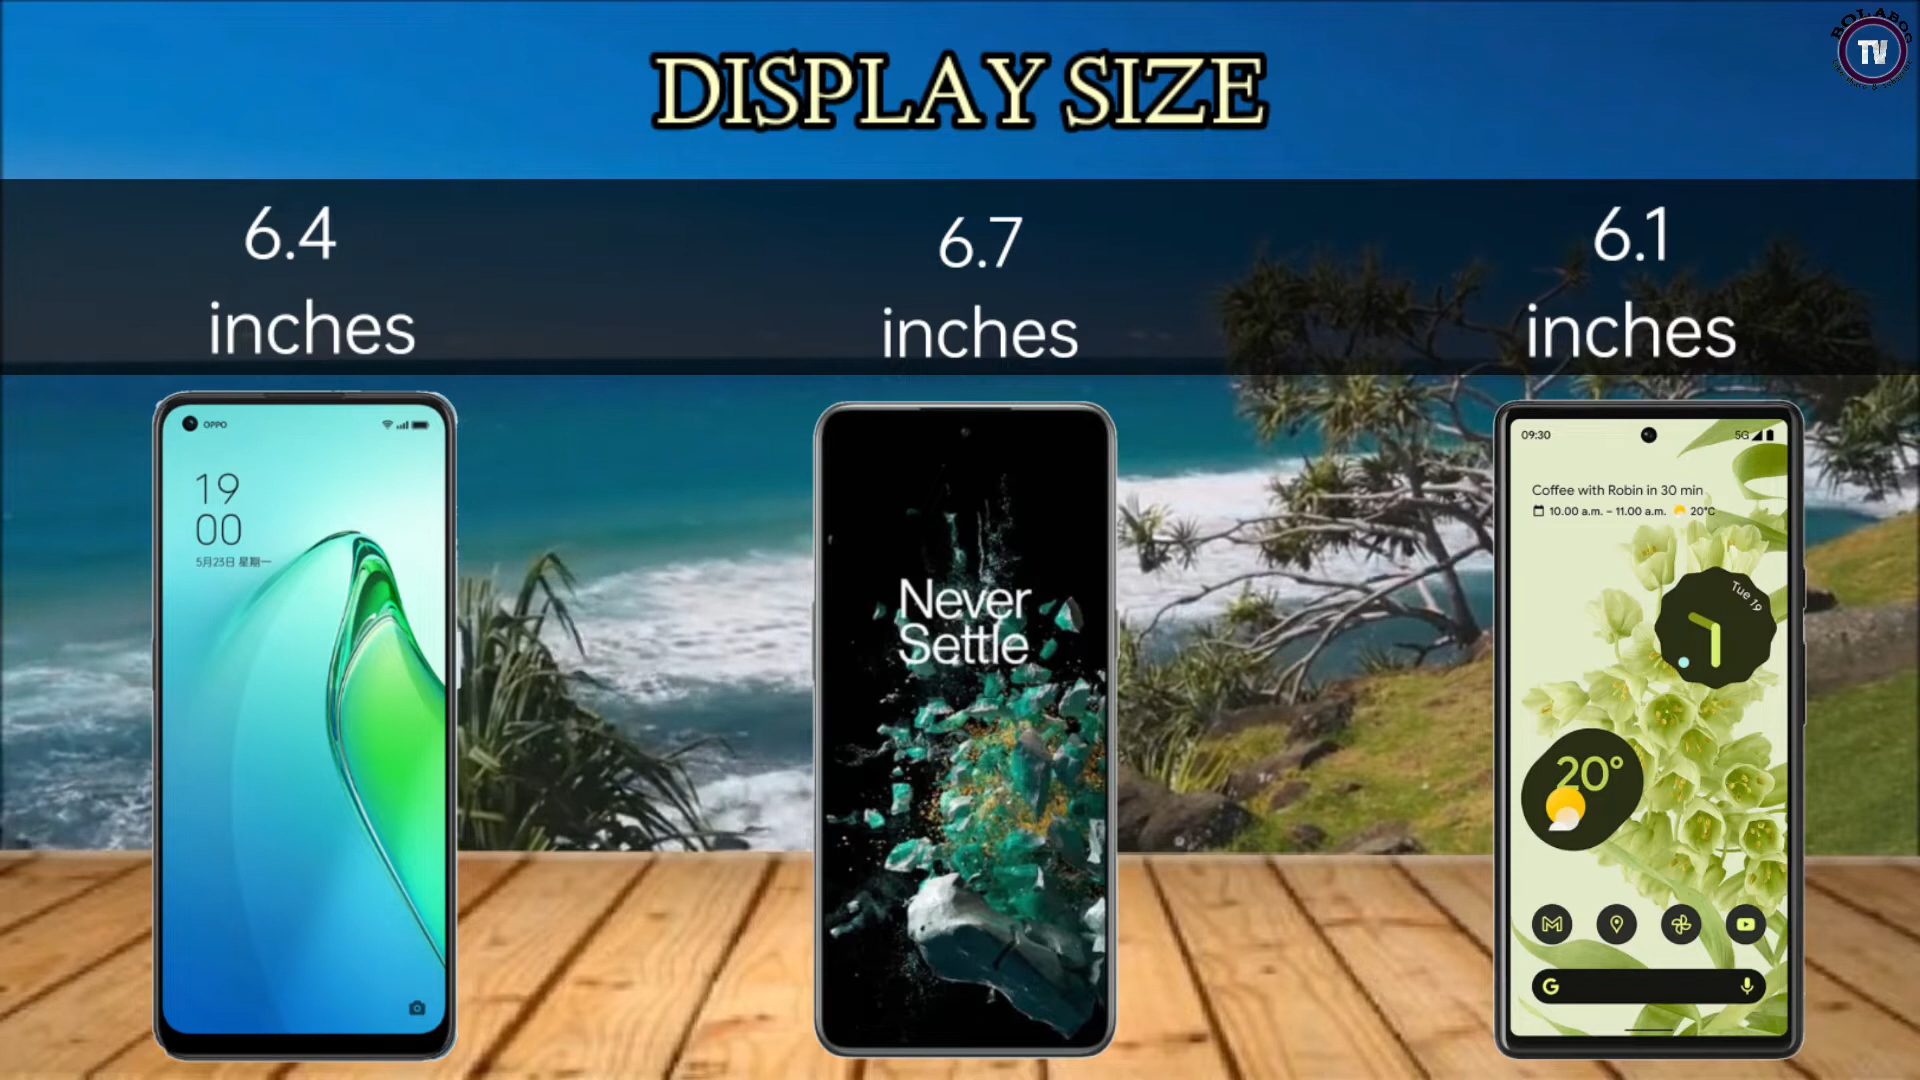 DISPLAY SIZE
BOLABOG
TV
6.4
inches
6.7
inches
6.1
inches
OPPO
19
00
5月23日 星期一
Never
Settle
09:30
5G
Coffee with Robin in 30 min
10.00 a.m. – 11.00 a.m. 20°C
Tue 19
20°
G